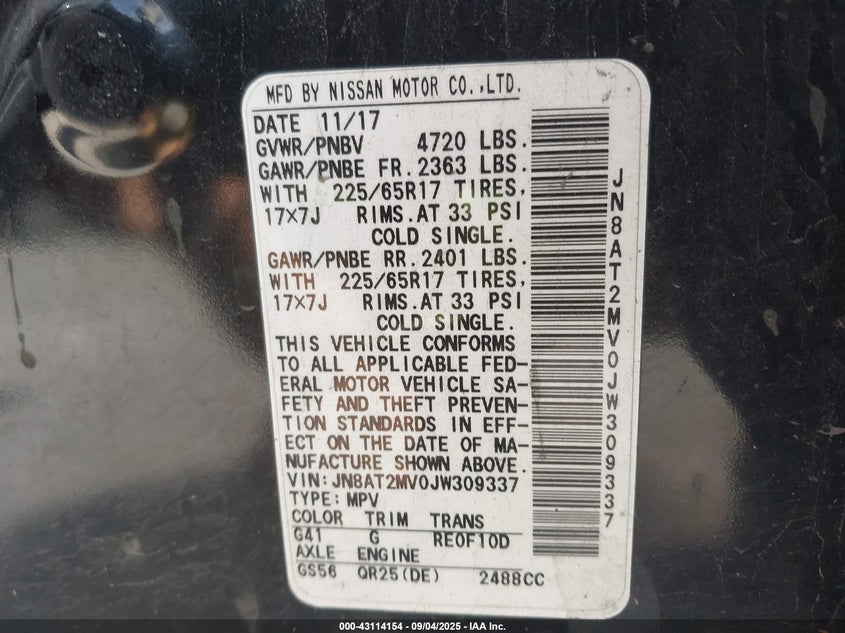 MFD BY NISSAN MOTOR CO.,LTD.
DATE 11/17
GVWR/PNBV 4720 LBS.
GAWR/PNBE FR.2363 LBS.
WITH 225/65R17 TIRES,
17×7J RIMS.AT 33 PSI
COLD SINGLE.
GAWR/PNBE RR.2401 LBS.
WITH 225/65R17 TIRES,
17×7J RIMS.AT 33 PSI
COLD SINGLE.
THIS VEHICLE CONFORMS
TO ALL APPLICABLE FED-
ERAL MOTOR VEHICLE SA-
FETY AND THEFT PREVEN-
TION STANDARDS IN EFF-
ECT ON THE DATE OF MA-
NUFACTURE SHOWN ABOVE.
VIN:JN8AT2MV0JW309337
TYPE:MPV
COLOR TRIM TRANS
G41 G RE0F10D
AXLE ENGINE
GS56 QR25(DE) 2488CC
JN8AT2MV0JW309337
000-43114154 - 09/04/2025 - IAA Inc.